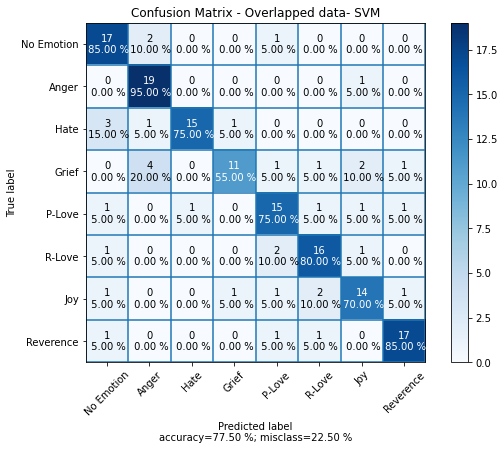 Confusion Matrix - Overlapped data- SVM
No Emotion 17 2 0 0 1 0 0 0
85.00 % 10.00 % 0.00 % 0.00 % 5.00 % 0.00 % 0.00 % 0.00 %
Anger 0 19 0 0 0 0 1 0
0.00 % 95.00 % 0.00 % 0.00 % 0.00 % 0.00 % 5.00 % 0.00 %
Hate 3 1 15 1 0 0 0 0
15.00 % 5.00 % 75.00 % 5.00 % 0.00 % 0.00 % 0.00 % 0.00 %
Grief 0 4 0 11 1 1 2 1
0.00 % 20.00 % 0.00 % 55.00 % 5.00 % 5.00 % 10.00 % 5.00 %
P-Love 1 0 1 0 15 1 1 1
5.00 % 0.00 % 5.00 % 0.00 % 75.00 % 5.00 % 5.00 % 5.00 %
R-Love 1 0 0 0 2 16 1 0
5.00 % 0.00 % 0.00 % 0.00 % 10.00 % 80.00 % 5.00 % 0.00 %
Joy 1 0 0 1 1 2 14 1
5.00 % 0.00 % 0.00 % 5.00 % 5.00 % 10.00 % 70.00 % 5.00 %
Reverence 1 0 0 0 1 1 0 17
5.00 % 0.00 % 0.00 % 0.00 % 5.00 % 5.00 % 0.00 % 85.00 %
True label
No Emotion Anger Hate Grief P-Love R-Love Joy Reverence
Predicted label
accuracy=77.50 %; misclass=22.50 %
17.5
15.0
12.5
10.0
7.5
5.0
2.5
0.0